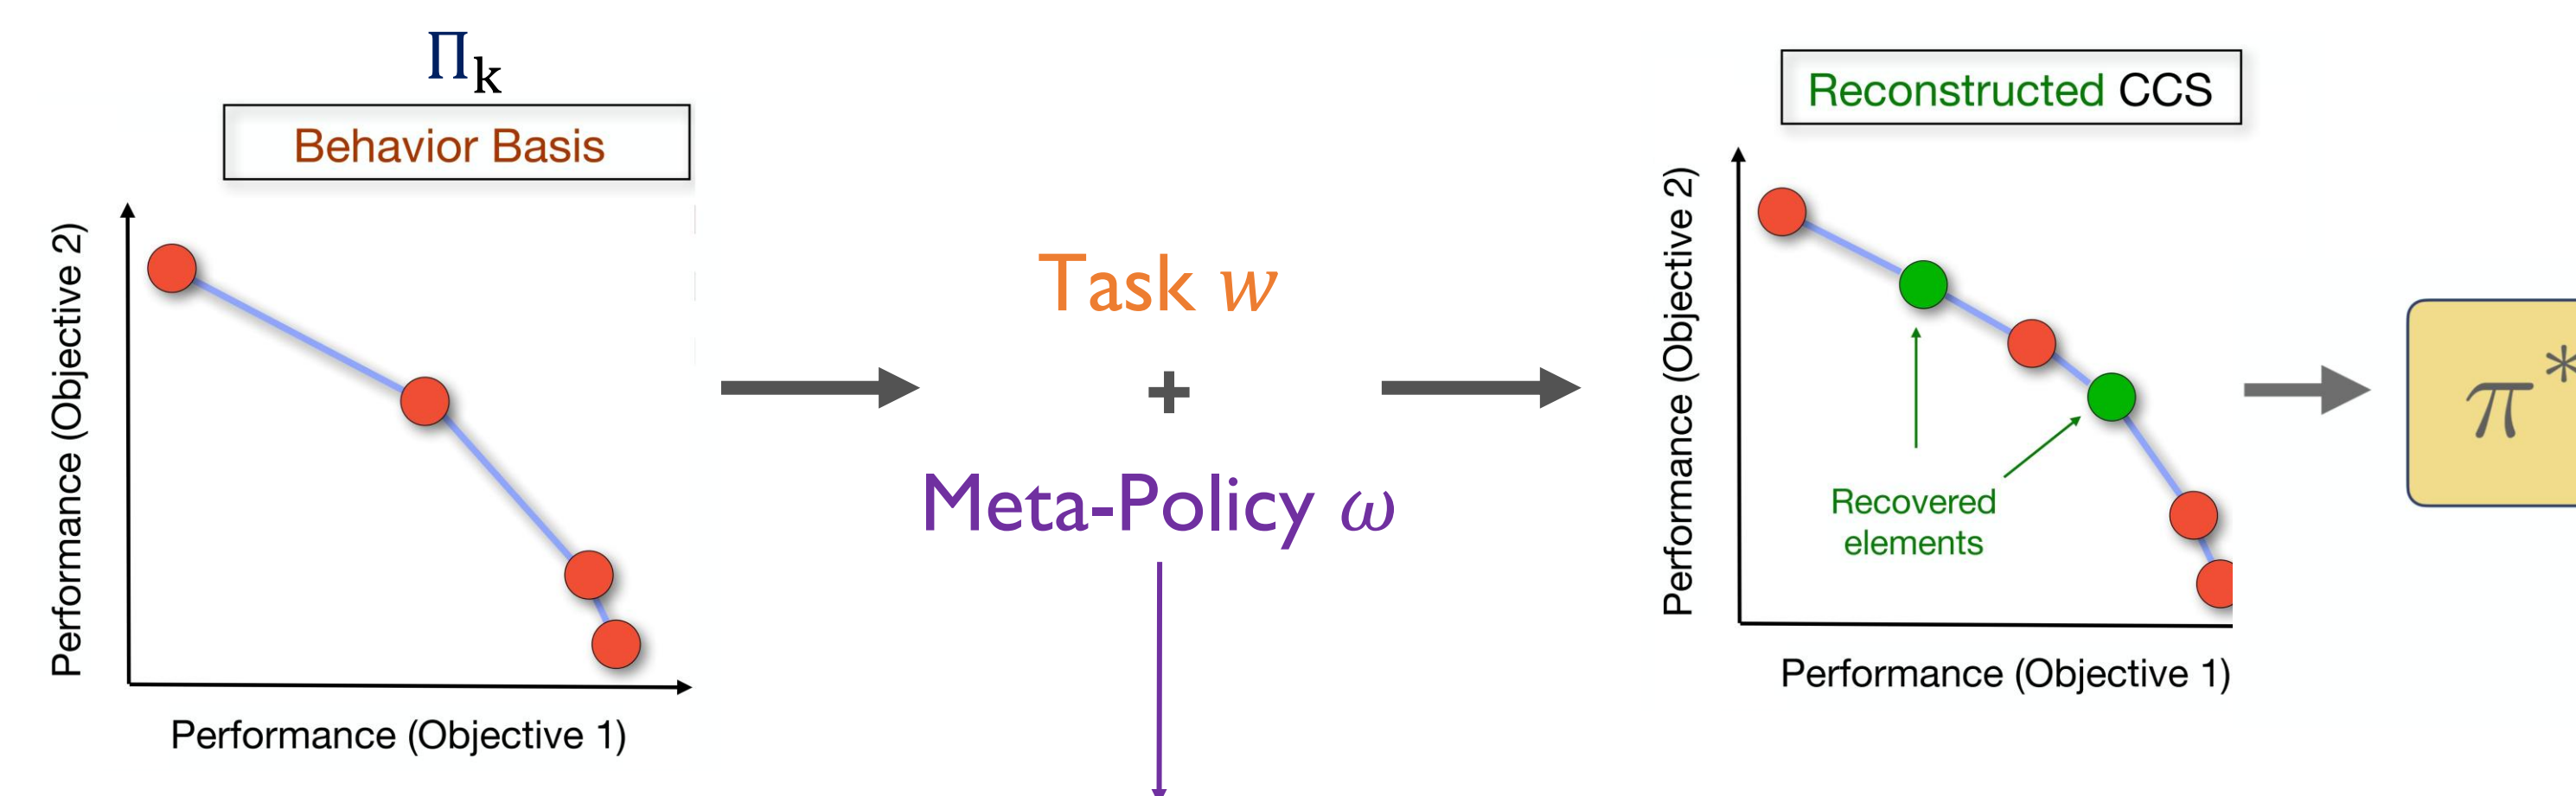 Πk
Behavior Basis
Performance (Objective 2)
Performance (Objective 1)
Task w
+
Meta-Policy ω
Reconstructed CCS
Performance (Objective 2)
Recovered
elements
Performance (Objective 1)
π*